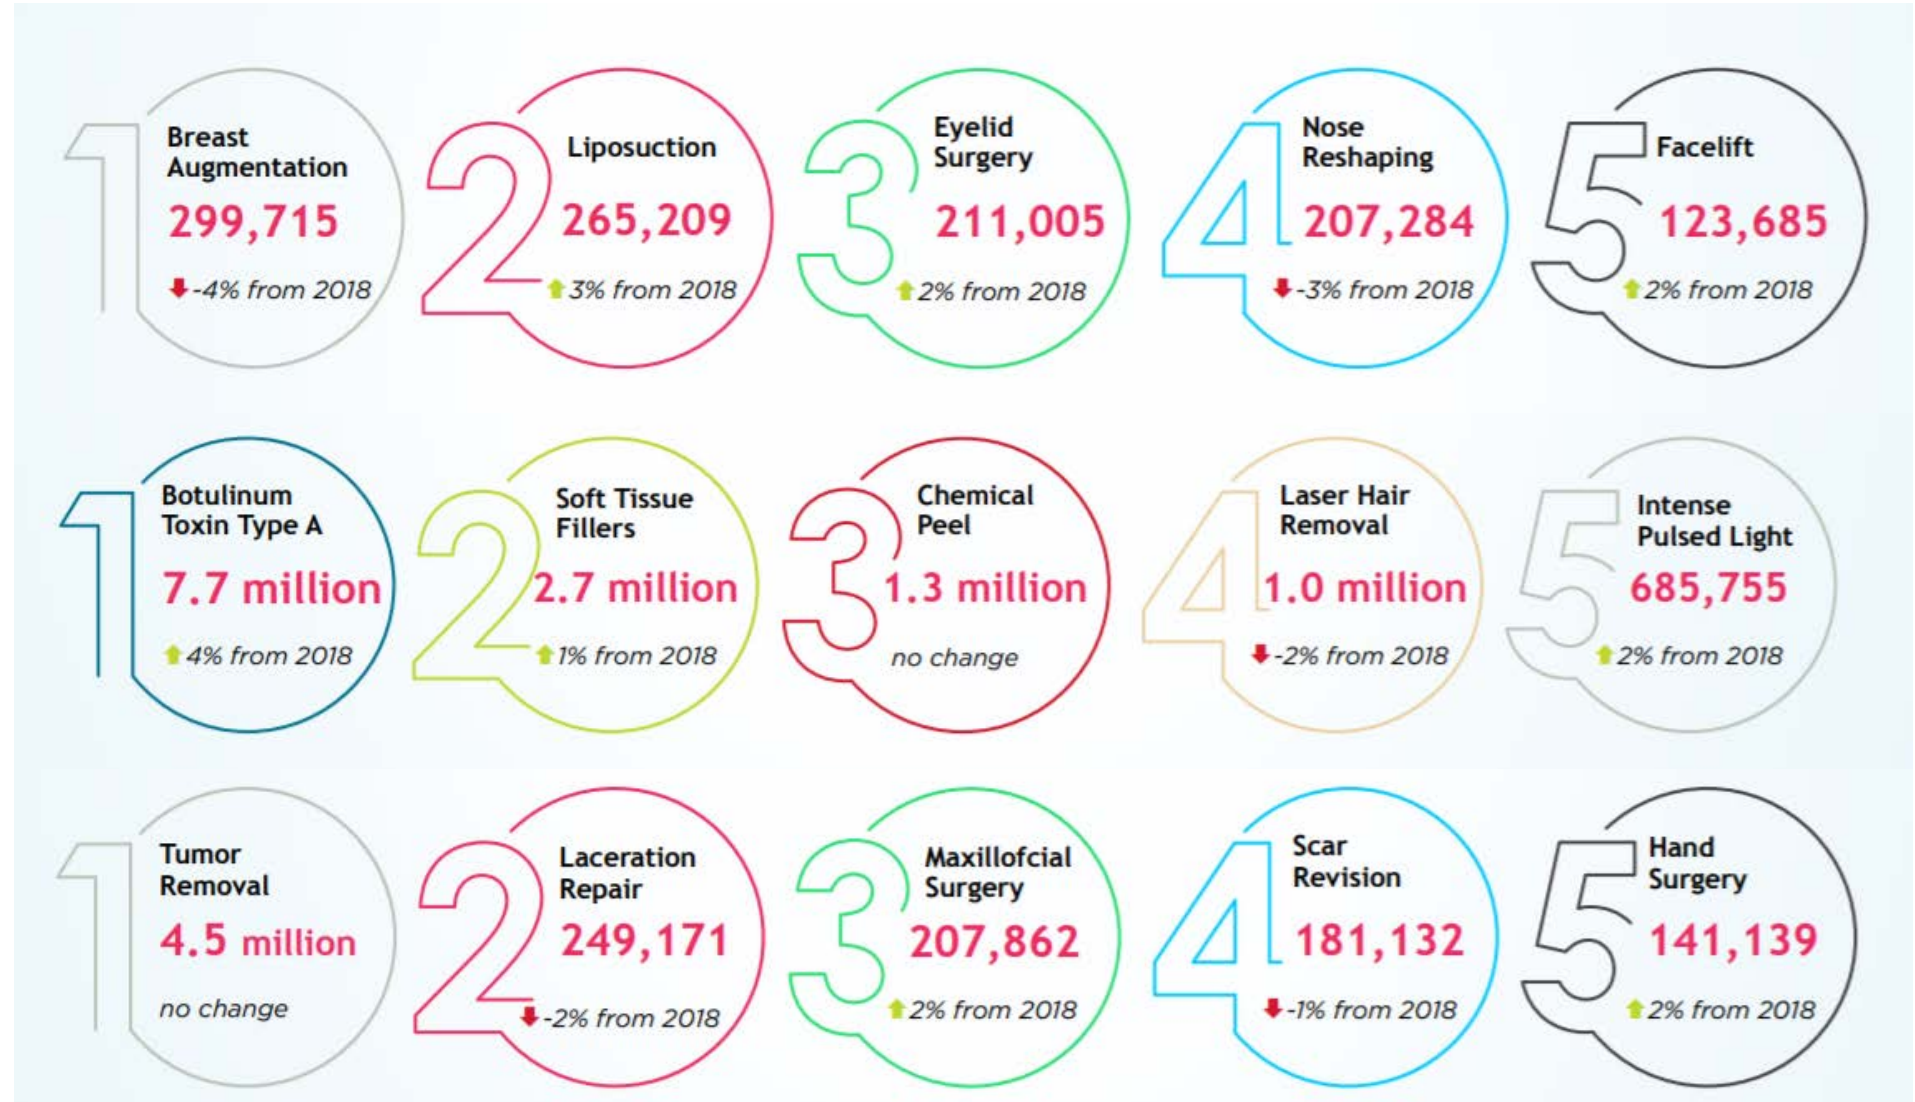 1
Breast
Augmentation
299,715
-4% from 2018
2
Liposuction
265,209
3% from 2018
3
Eyelid
Surgery
211,005
2% from 2018
4
Nose
Reshaping
207,284
-3% from 2018
5
Facelift
123,685
2% from 2018
1
Botulinum
Toxin Type A
7.7 million
4% from 2018
2
Soft Tissue
Fillers
2.7 million
1% from 2018
3
Chemical
Peel
1.3 million
no change
4
Laser Hair
Removal
1.0 million
-2% from 2018
5
Intense
Pulsed Light
685,755
2% from 2018
1
Tumor
Removal
4.5 million
no change
2
Laceration
Repair
249,171
-2% from 2018
3
Maxillofcial
Surgery
207,862
2% from 2018
4
Scar
Revision
181,132
-1% from 2018
5
Hand
Surgery
141,139
2% from 2018